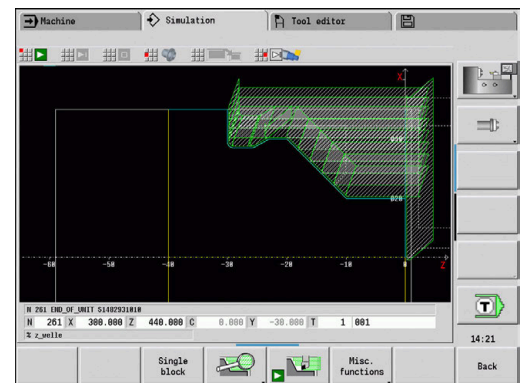 Machine Simulation Tool editor
X
-60 -50 -40 -30 -20 -10 0 Z
N 261 END_OF_UNIT
N 261 X 300.000 Z 440.000 C 0.000 Y -30.000 T 1 001
% z_welle
T
14:21
Single block
Misc. functions
Back